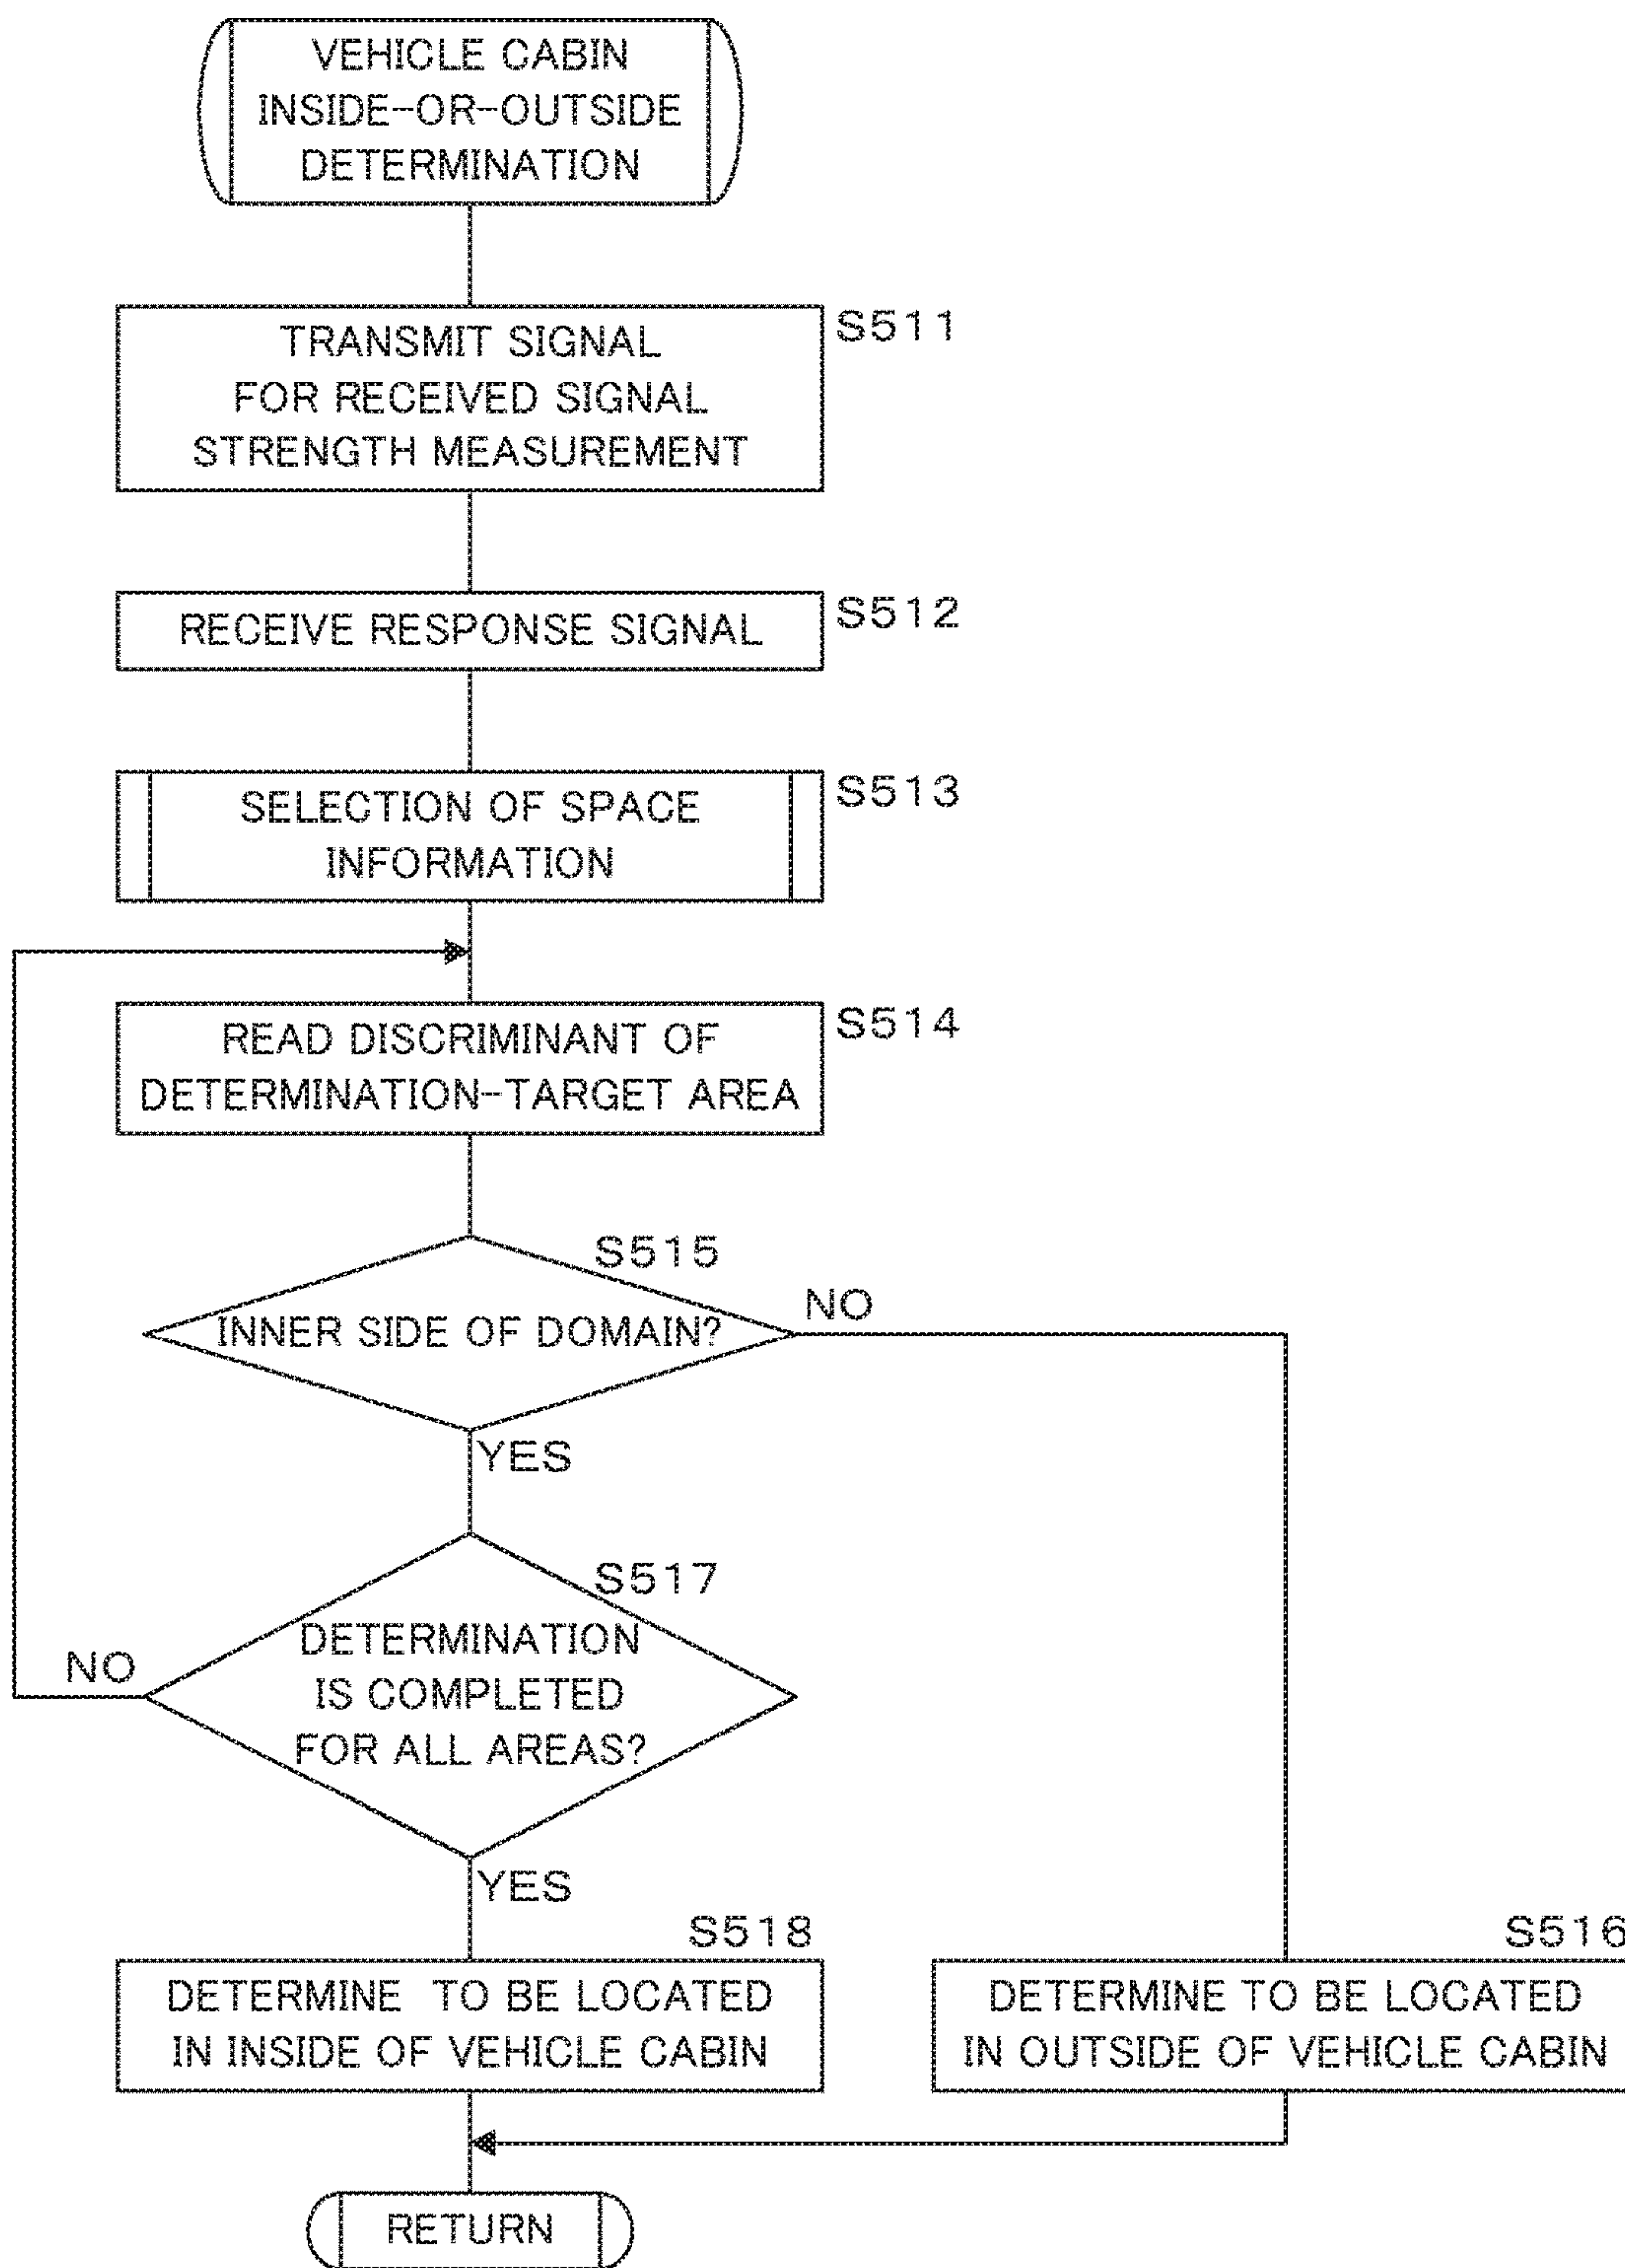 VEHICLE CABIN
INSIDE-OR-OUTSIDE
DETERMINATION
S511
TRANSMIT SIGNAL
FOR RECEIVED SIGNAL
STRENGTH MEASUREMENT
S512
RECEIVE RESPONSE SIGNAL
S513
SELECTION OF SPACE
INFORMATION
S514
READ DISCRIMINANT OF
DETERMINATION-TARGET AREA
S515
INNER SIDE OF DOMAIN?
NO
YES
S517
DETERMINATION
IS COMPLETED
FOR ALL AREAS?
NO
YES
S518
DETERMINE TO BE LOCATED
IN INSIDE OF VEHICLE CABIN
S516
DETERMINE TO BE LOCATED
IN OUTSIDE OF VEHICLE CABIN
RETURN